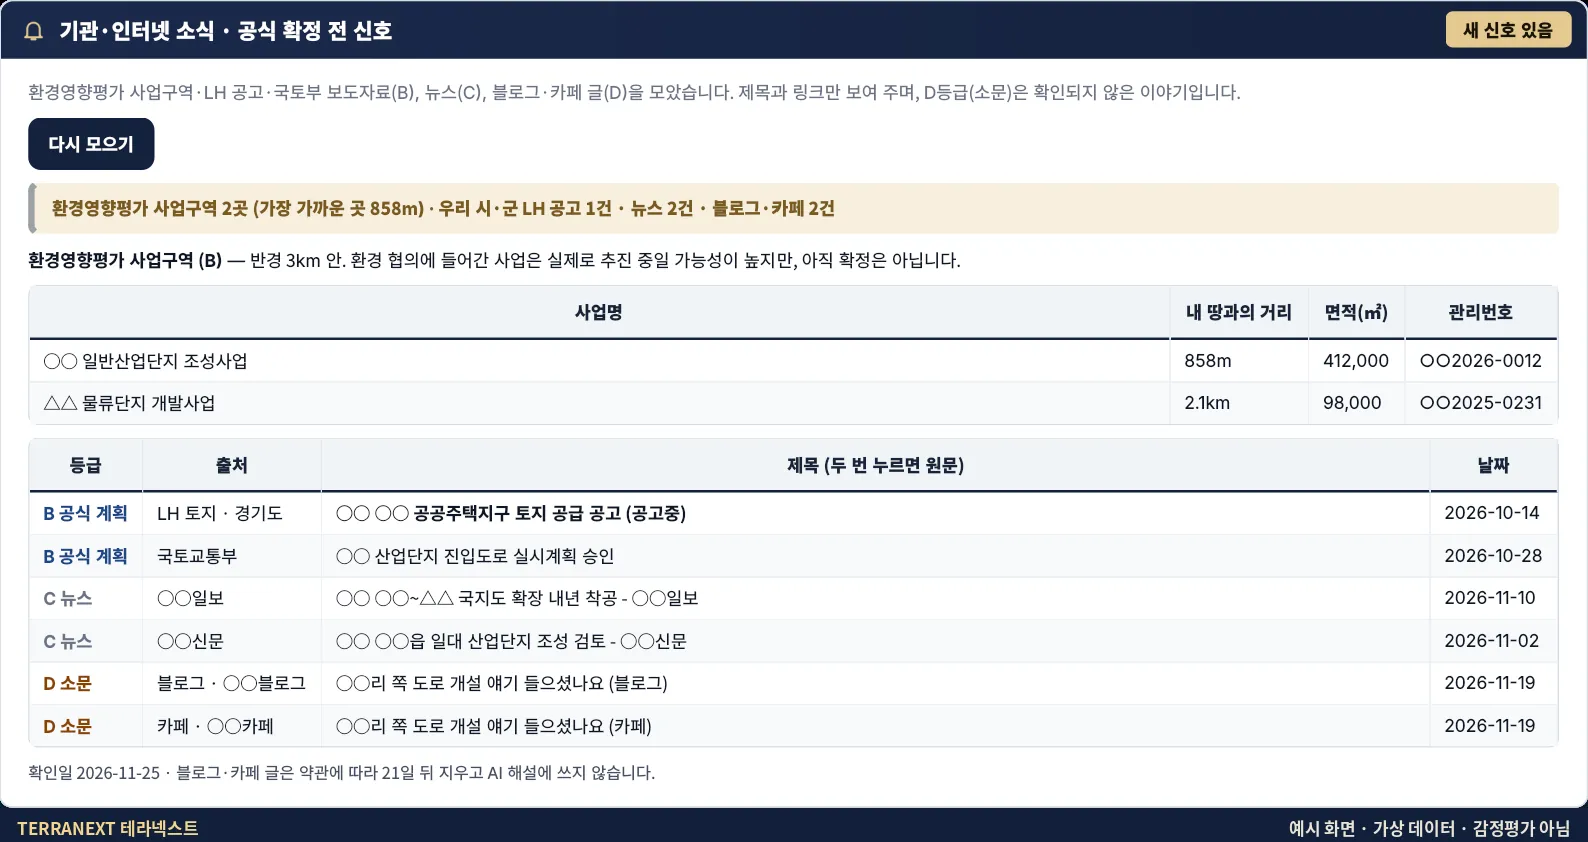 기관·인터넷 소식 · 공식 확정 전 신호
새 신호 있음
환경영향평가 사업구역·LH 공고·국토부 보도자료(B), 뉴스(C), 블로그·카페 글(D)을 모았습니다. 제목과 링크만 보여 주며, D등급(소문)은 확인되지 않은 이야기입니다.
다시 모으기
환경영향평가 사업구역 2곳 (가장 가까운 곳 858m) · 우리 시·군 LH 공고 1건 · 뉴스 2건 · 블로그·카페 2건
환경영향평가 사업구역 (B) — 반경 3km 안. 환경 협의에 들어간 사업은 실제로 추진 중일 가능성이 높지만, 아직 확정은 아닙니다.
사업명 내 땅과의 거리 면적(㎡) 관리번호
○○ 일반산업단지 조성사업 858m 412,000 ○○2026-0012
△△ 물류단지 개발사업 2.1km 98,000 ○○2025-0231
등급 출처 제목 (두 번 누르면 원문) 날짜
B 공식 계획 LH 토지 · 경기도 ○○ ○○ 공공주택지구 토지 공급 공고 (공고중) 2026-10-14
B 공식 계획 국토교통부 ○○ 산업단지 진입도로 실시계획 승인 2026-10-28
C 뉴스 ○○일보 ○○ ○○~△△ 국지도 확장 내년 착공 - ○○일보 2026-11-10
C 뉴스 ○○신문 ○○ ○○읍 일대 산업단지 조성 검토 - ○○신문 2026-11-02
D 소문 블로그 · ○○블로그 ○○리 쪽 도로 개설 얘기 들으셨나요 (블로그) 2026-11-19
D 소문 카페 · ○○카페 ○○리 쪽 도로 개설 얘기 들으셨나요 (카페) 2026-11-19
확인일 2026-11-25 · 블로그·카페 글은 약관에 따라 21일 뒤 지우고 AI 해설에 쓰지 않습니다.
TERRANEXT 테라넥스트
예시 화면 · 가상 데이터 · 감정평가 아님